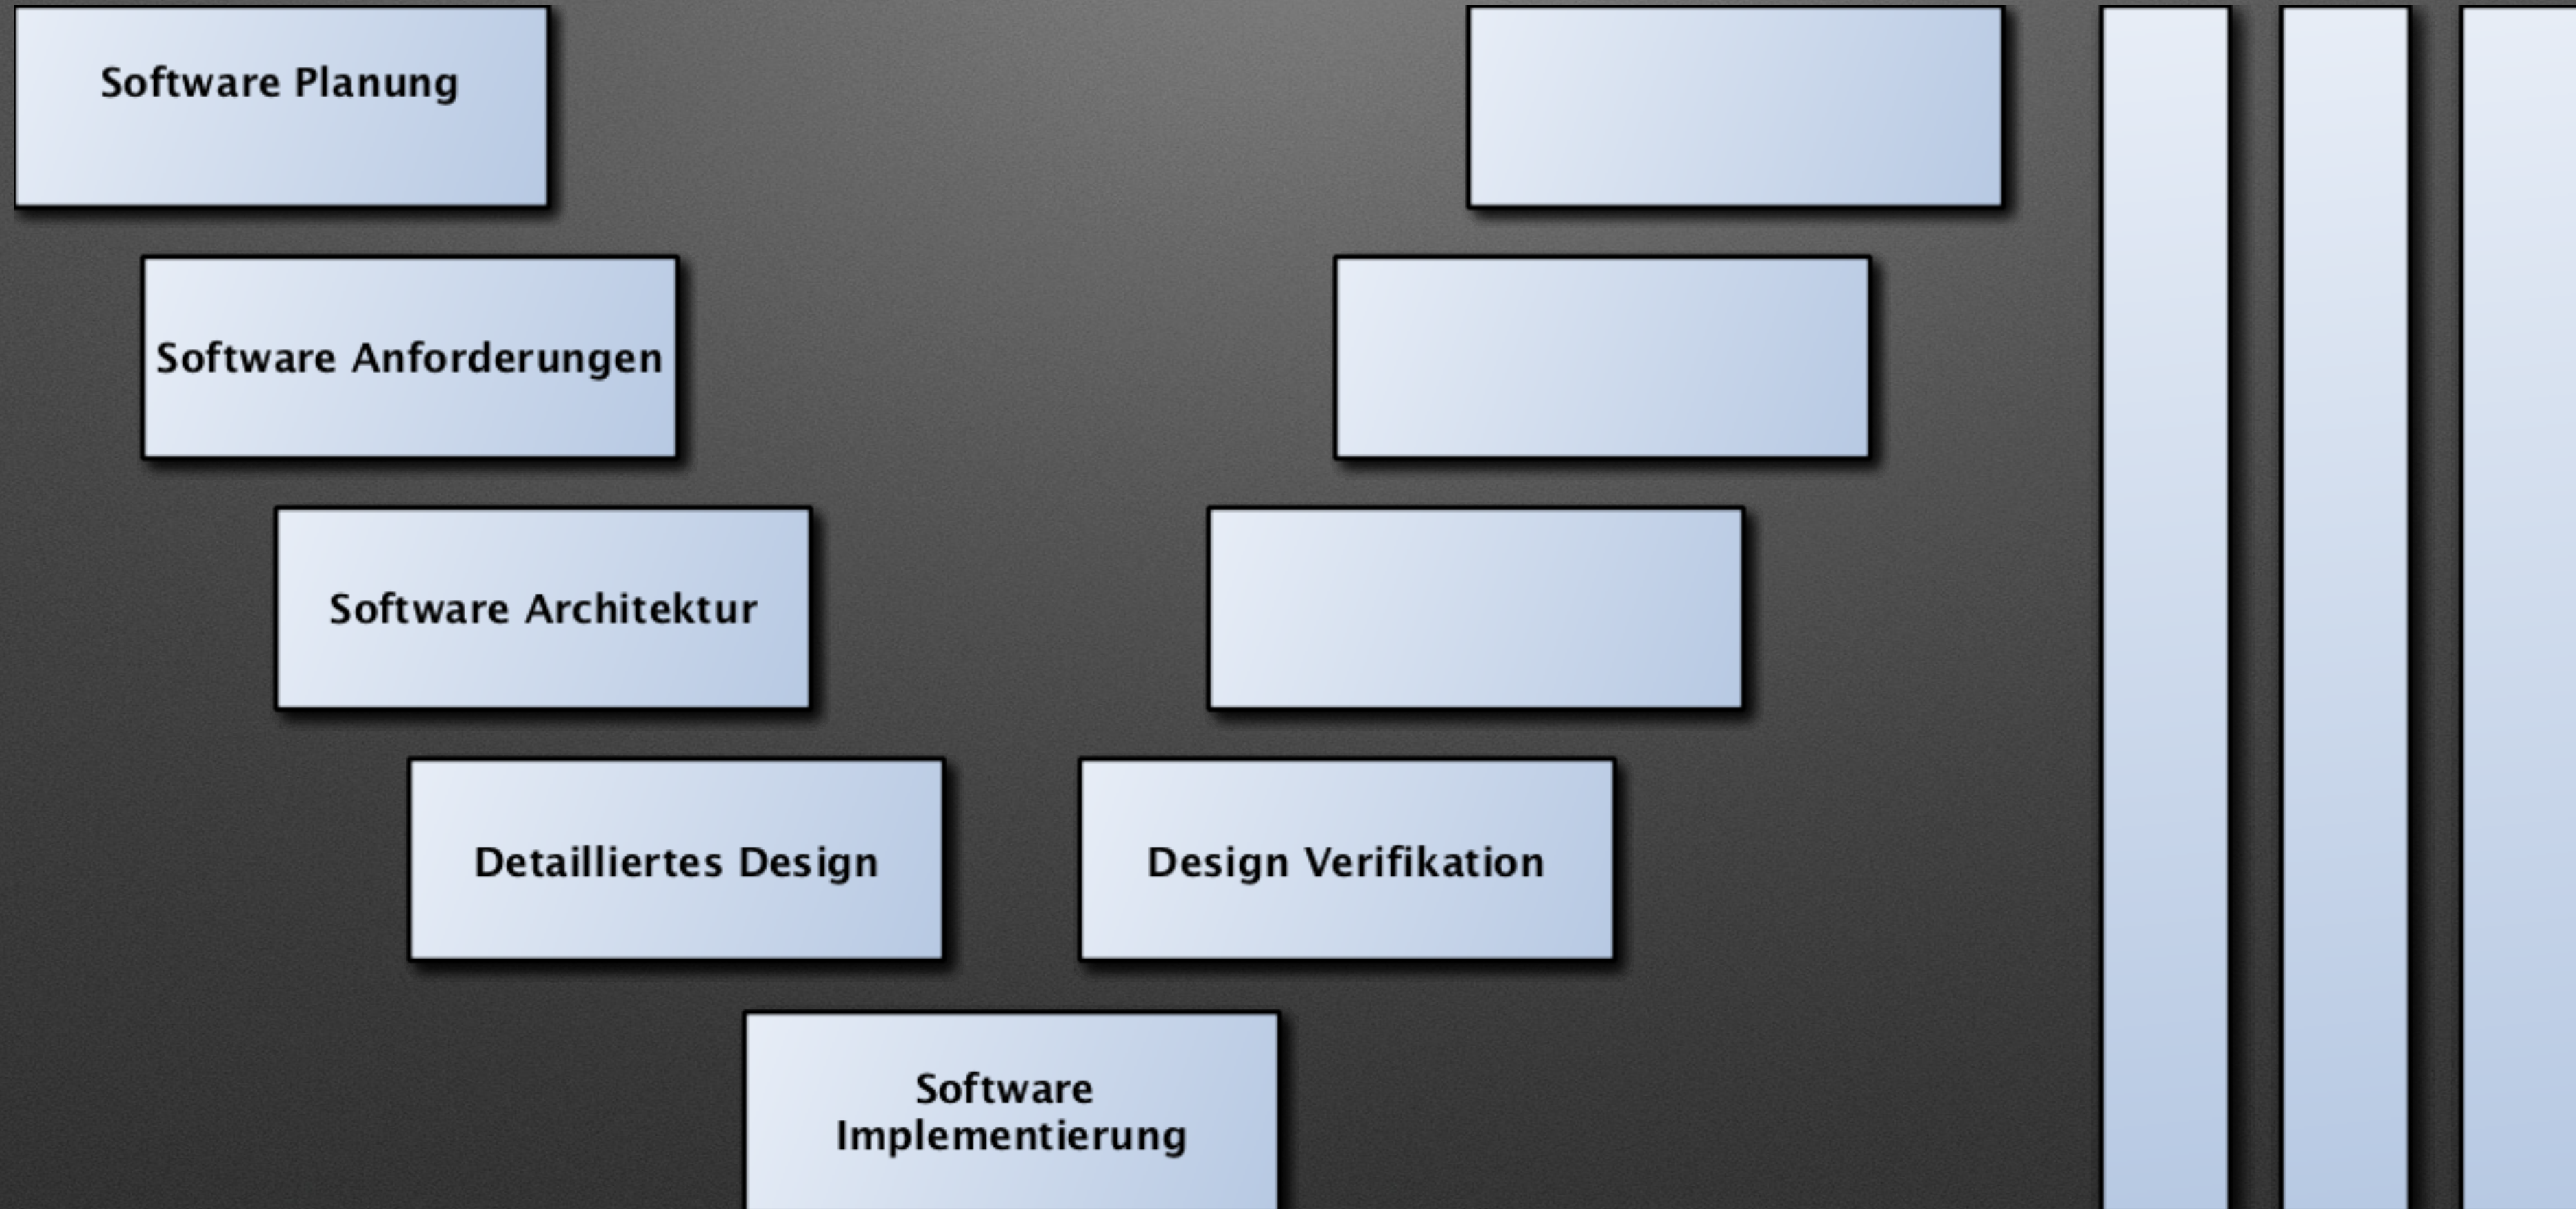 Software Planung
Software Anforderungen
Software Architektur
Detailliertes Design
Design Verifikation
Software
Implementierung